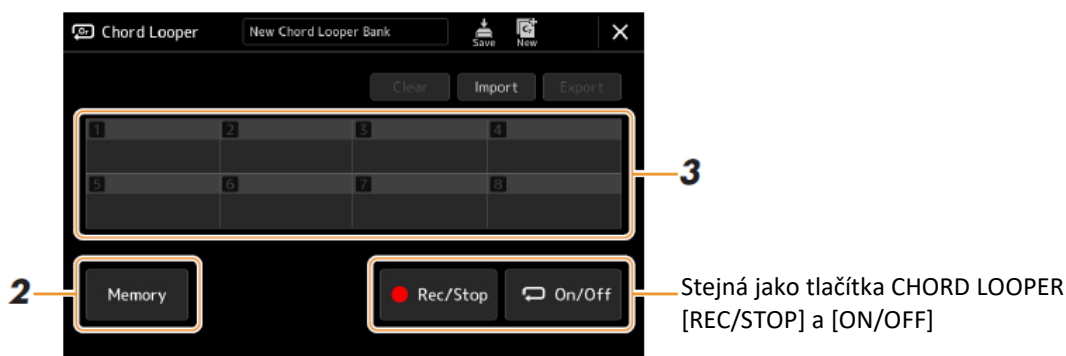 Chord Looper
New Chord Looper Bank
Save
New
Clear
Import
Export
1 2 3 4
5 6 7 8
3
2
Memory
Rec/Stop
On/Off
Stejná jako tlačítka CHORD LOOPER
[REC/STOP] a [ON/OFF]